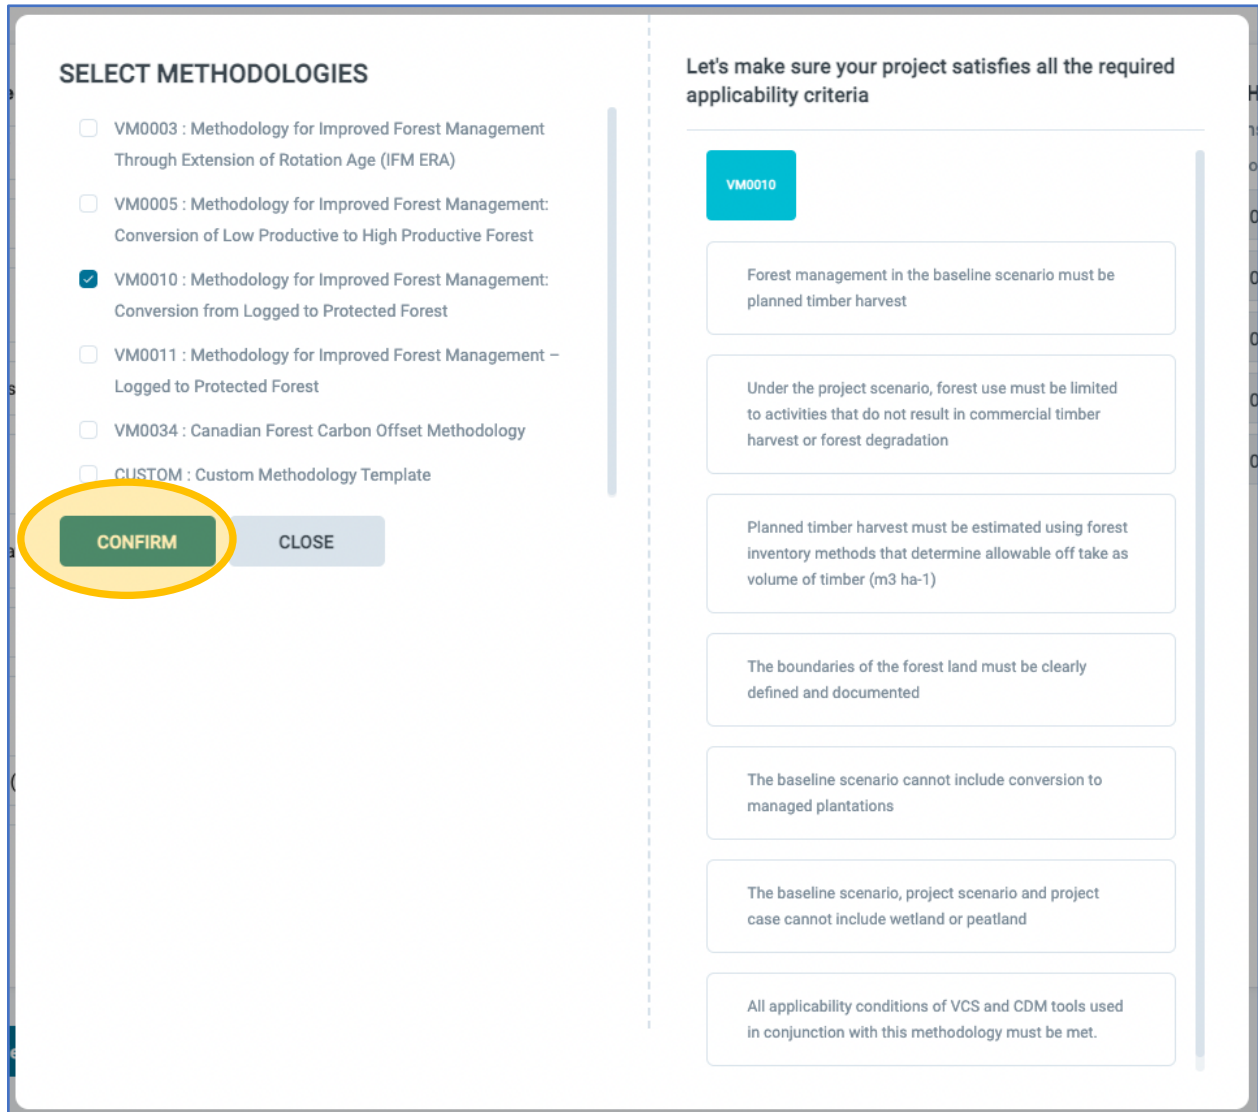 SELECT METHODOLOGIES
VM0003 : Methodology for Improved Forest Management
Through Extension of Rotation Age (IFM ERA)
VM0005 : Methodology for Improved Forest Management:
Conversion of Low Productive to High Productive Forest
VM0010 : Methodology for Improved Forest Management:
Conversion from Logged to Protected Forest
VM0011 : Methodology for Improved Forest Management –
Logged to Protected Forest
VM0034 : Canadian Forest Carbon Offset Methodology
CUSTOM : Custom Methodology Template
CONFIRM
CLOSE
Let's make sure your project satisfies all the required
applicability criteria
VM0010
Forest management in the baseline scenario must be
planned timber harvest
Under the project scenario, forest use must be limited
to activities that do not result in commercial timber
harvest or forest degradation
Planned timber harvest must be estimated using forest
inventory methods that determine allowable off take as
volume of timber (m3 ha-1)
The boundaries of the forest land must be clearly
defined and documented
The baseline scenario cannot include conversion to
managed plantations
The baseline scenario, project scenario and project
case cannot include wetland or peatland
All applicability conditions of VCS and CDM tools used
in conjunction with this methodology must be met.